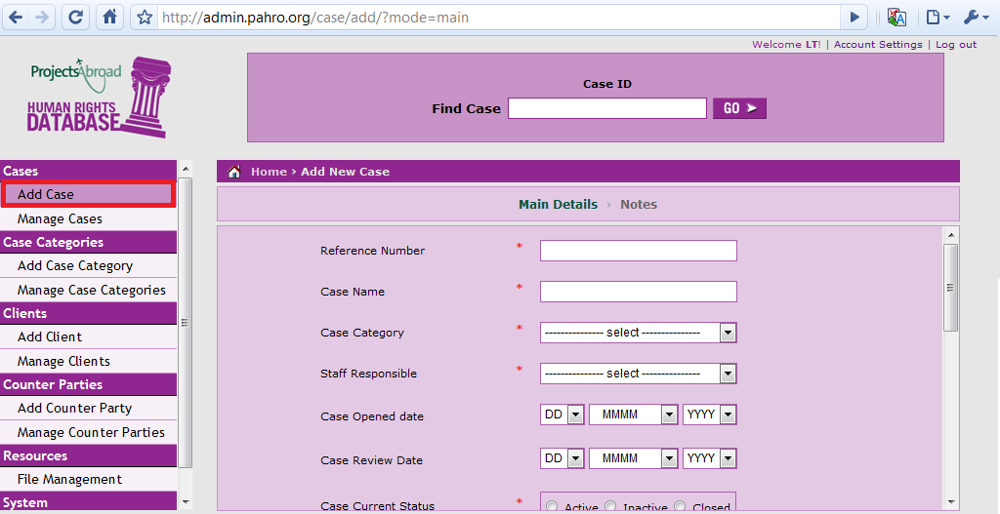 http://admin.pahro.org/case/add/?mode=main
Welcome LT! | Account Settings | Log out
ProjectsAbroad
HUMAN RIGHTS
DATABASE
Case ID
Find Case
GO
Cases
Add Case
Manage Cases
Case Categories
Add Case Category
Manage Case Categories
Clients
Add Client
Manage Clients
Counter Parties
Add Counter Party
Manage Counter Parties
Resources
File Management
System
Home › Add New Case
Main Details › Notes
Reference Number *
Case Name *
Case Category * --------------- select ---------------
Staff Responsible * --------------- select ---------------
Case Opened date DD MMMM YYYY
Case Review Date DD MMMM YYYY
Case Current Status * Active Inactive Closed